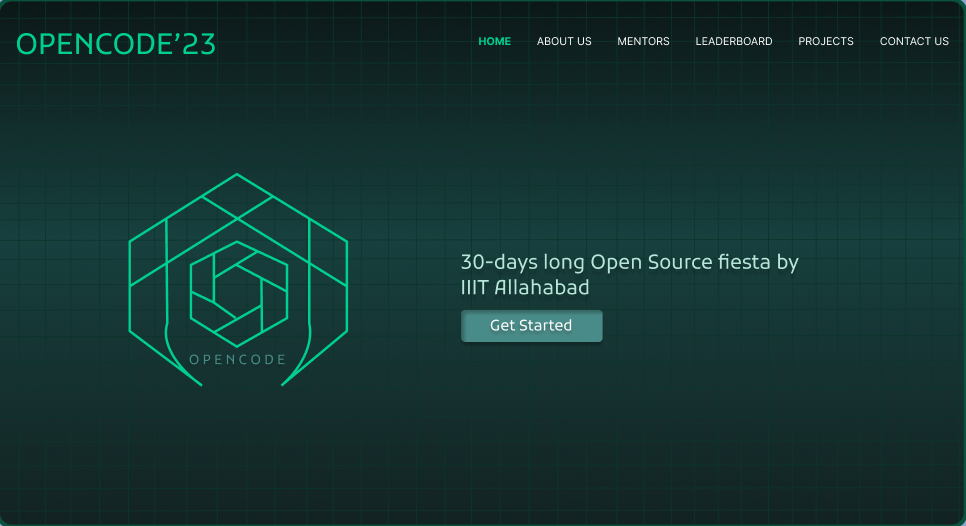 OPENCODE’23
HOME ABOUT US MENTORS LEADERBOARD PROJECTS CONTACT US
30-days long Open Source fiesta by
IIIT Allahabad
Get Started
OPENCODE